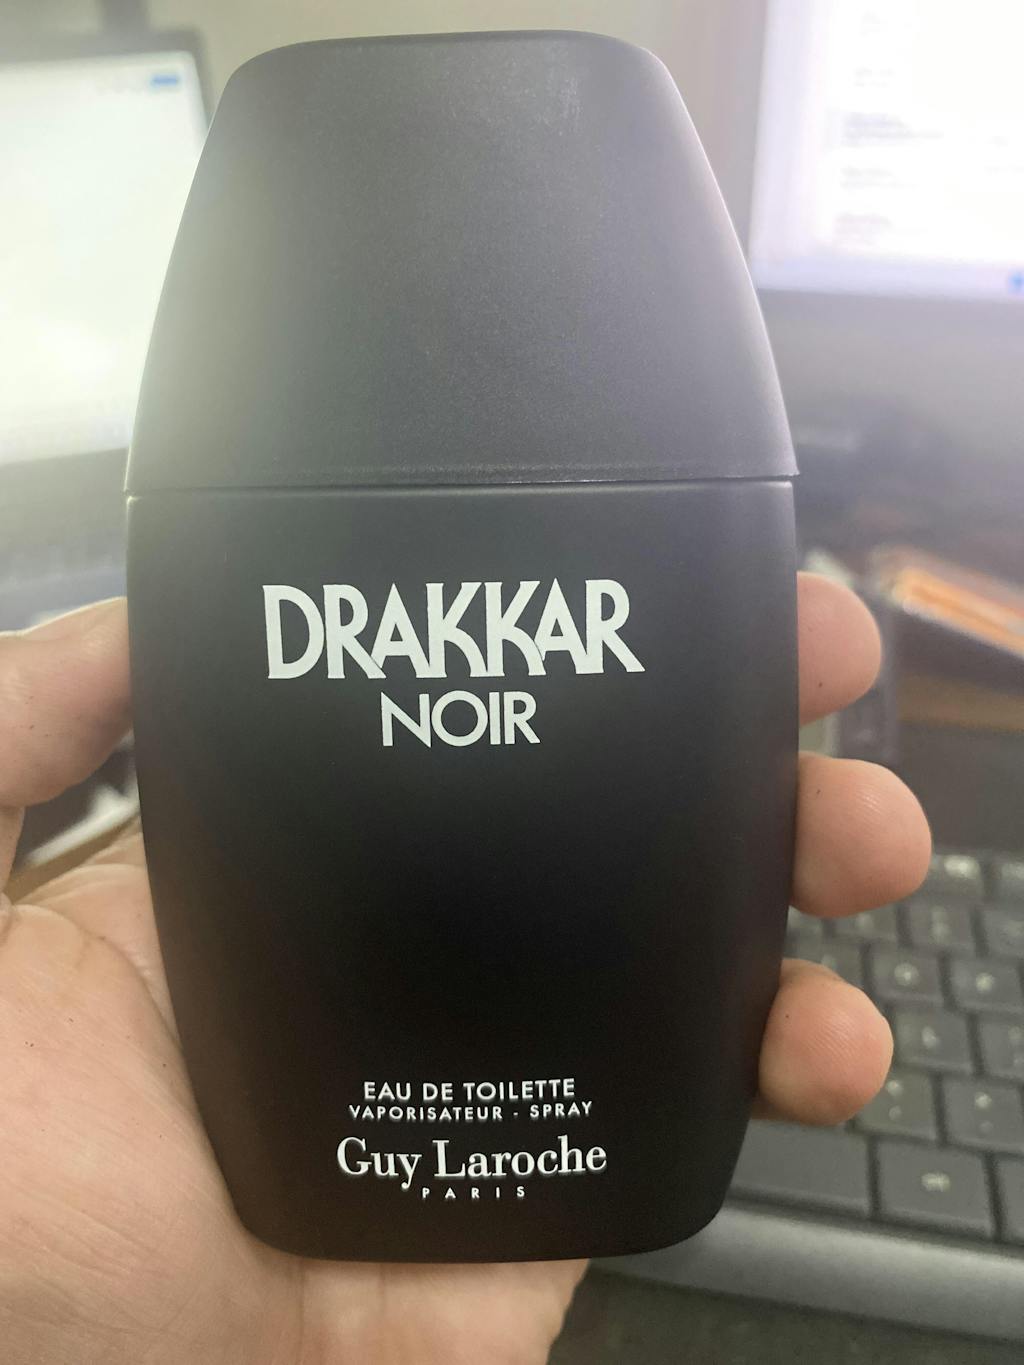 DRAKKAR
NOIR
EAU DE TOILETTE
VAPORISATEUR - SPRAY
Guy Laroche
PARIS